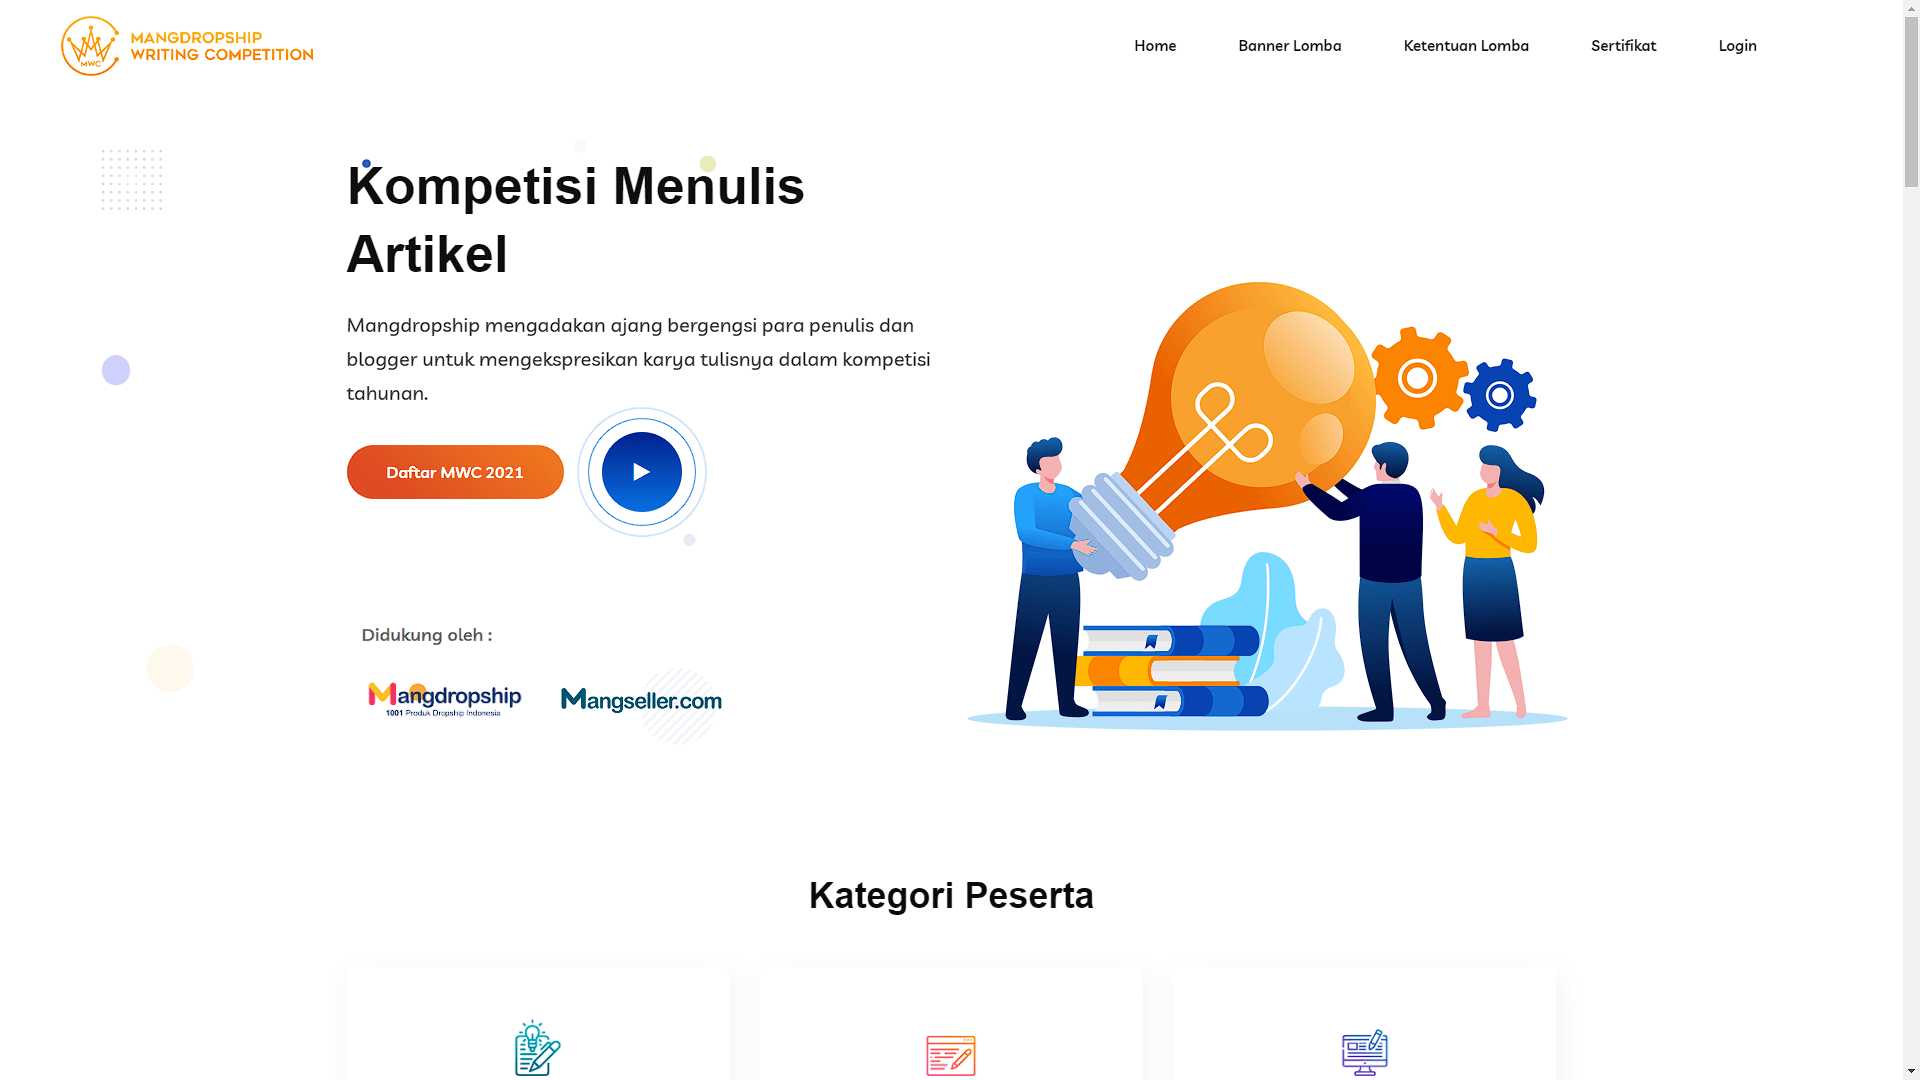 MANGDROPSHIP
WRITING COMPETITION
MWC
Home
Banner Lomba
Ketentuan Lomba
Sertifikat
Login
Kompetisi Menulis
Artikel
Mangdropship mengadakan ajang bergengsi para penulis dan
blogger untuk mengekspresikan karya tulisnya dalam kompetisi
tahunan.
Daftar MWC 2021
Didukung oleh :
Mangdropship
1001 Produk Dropship Indonesia
Mangseller.com
Kategori Peserta